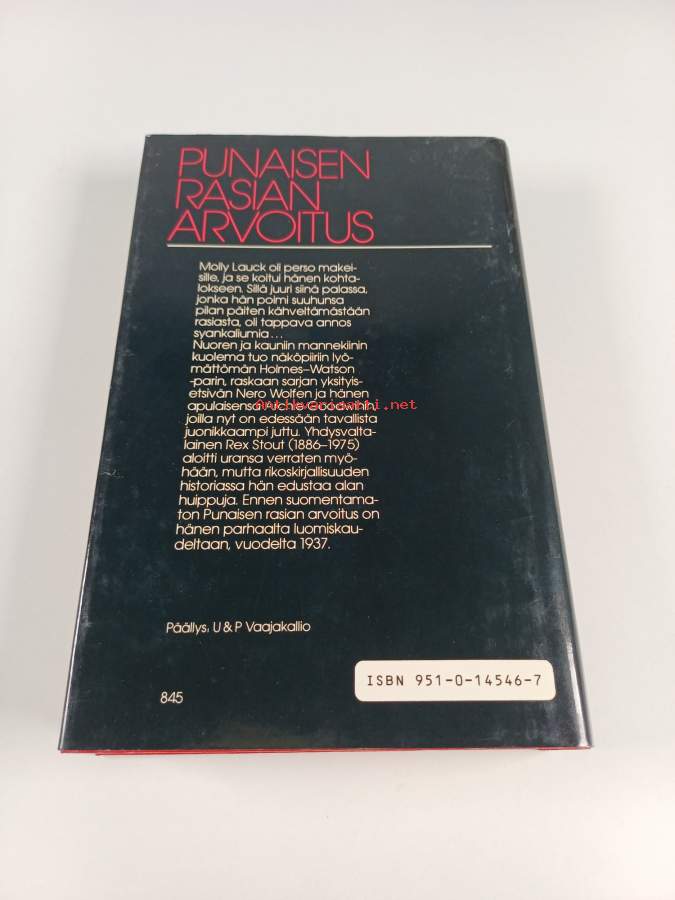 PUNAISEN
RASIAN
ARVOITUS
Molly Lauck oli perso makei-
sille, ja se koitui hänen kohta-
lokseen. Sillä juuri siinä palassa,
jonka hän poimi suuhunsa
pilan päiten kähveltämästään
rasiasta, oli tappava annos
syankaliumia...
Nuoren ja kauniin mannekiinin
kuolema tuo näköpiiriin lyö-
mättömän Holmes–Watson
-parin, raskaan sarjan yksityis-
etsivän Nero Wolfen ja hänen
apulaisensa Archie Goodwinin,
joilla nyt on edessään tavallista
juonikkaampi juttu. Yhdysvalta-
lainen Rex Stout (1886–1975)
aloitti uransa verraten myö-
hään, mutta rikoskirjallisuuden
historiassa hän edustaa alan
huippuja. Ennen suomentama-
ton Punaisen rasian arvoitus on
hänen parhaalta luomiskau-
deltaan, vuodelta 1937.
Päällys, U & P Vaajakallio
ISBN 951-0-14546-7
845
Antikvariaatti.net